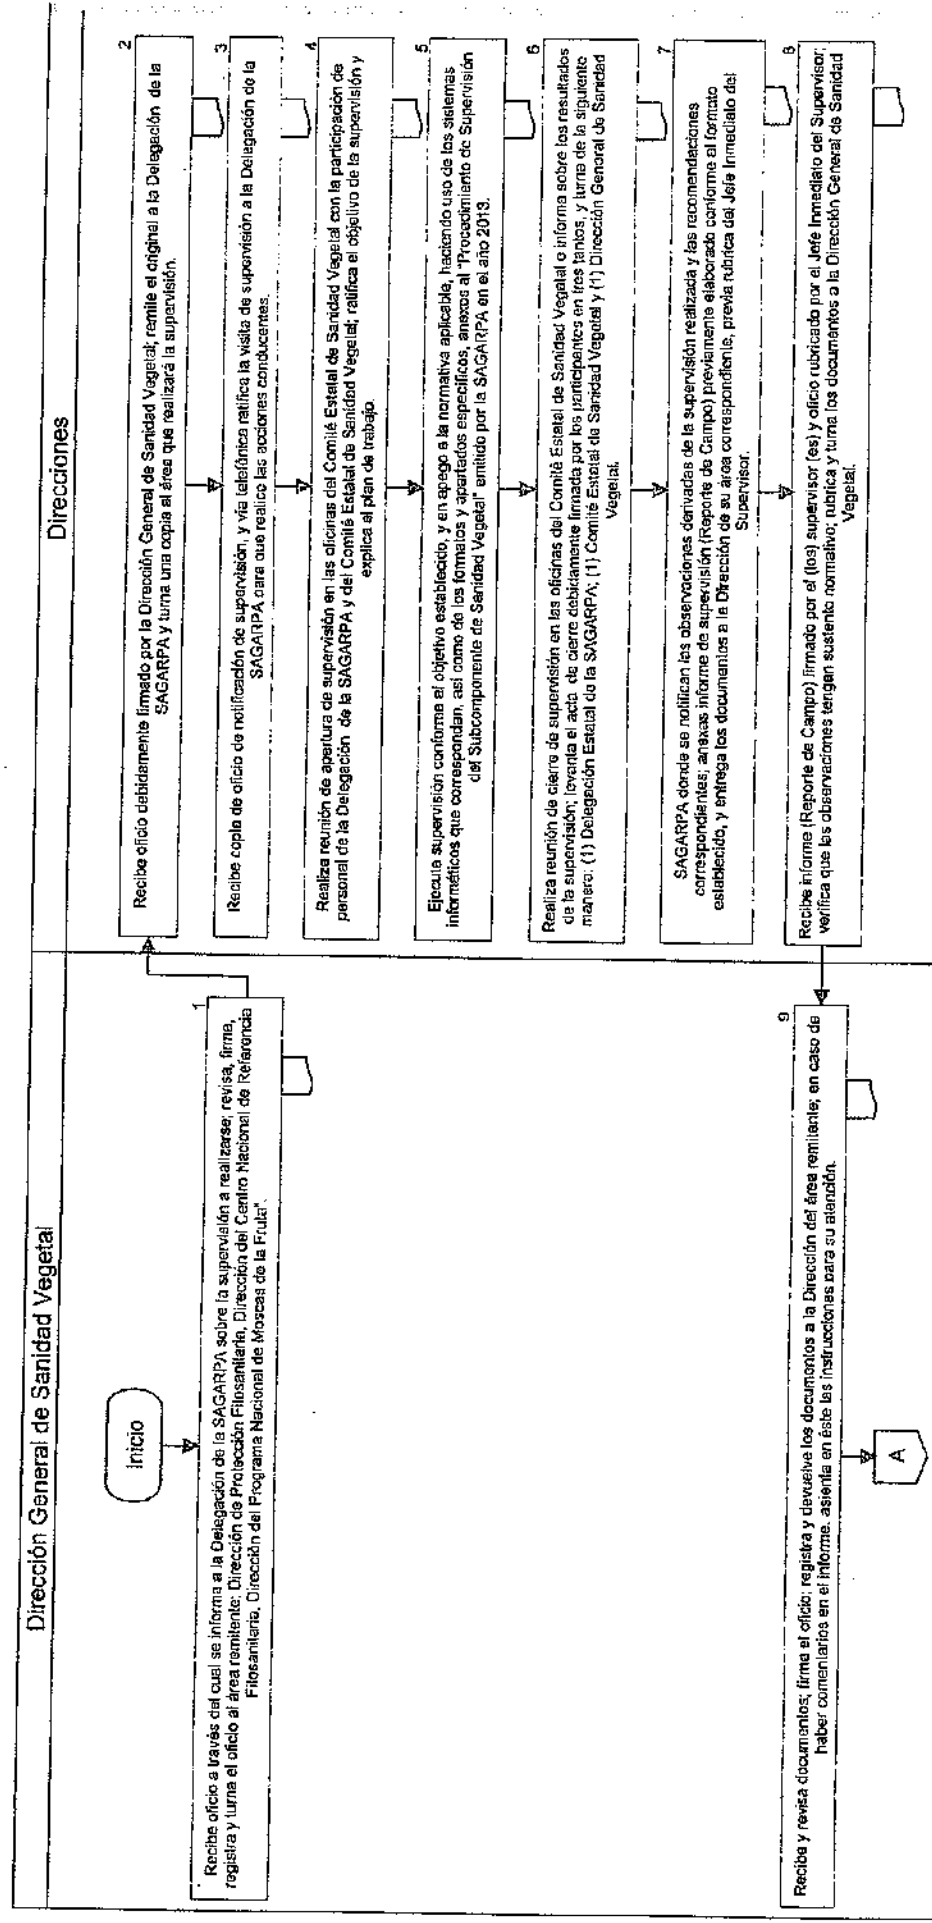 Dirección General de Sanidad Vegetal
Direcciones
Inicio
1
Recibe oficio a través del cual se informa a la Delegación de la SAGARPA sobre la supervisión a realizarse; revisa, firma,
registra y turna el oficio al área remitente: Dirección de Protección Fitosanitaria, Dirección del Centro Nacional de Referencia
Fitosanitaria, Dirección del Programa Nacional de Moscas de la Fruta".
2
Recibe oficio debidamente firmado por la Dirección General de Sanidad Vegetal; remite el original a la Delegación de la
SAGARPA y turna una copia al área que realizará la supervisión.
3
Recibe copia de oficio de notificación de supervisión, y vía telefónica ratifica la visita de supervisión a la Delegación de la
SAGARPA para que realice las acciones conducentes.
4
Realiza reunión de apertura de supervisión en las oficinas del Comité Estatal de Sanidad Vegetal con la participación de
personal de la Delegación de la SAGARPA y del Comité Estatal de Sanidad Vegetal; ratifica el objetivo de la supervisión y
explica el plan de trabajo.
5
Ejecuta supervisión conforme el objetivo establecido, y en apego a la normativa aplicable, haciendo uso de los sistemas
informáticos que correspondan, así como de los formatos y apartados específicos, anexos al "Procedimiento de Supervisión
del Subcomponente de Sanidad Vegetal" emitido por la SAGARPA en el año 2013.
6
Realiza reunión de cierre de supervisión en las oficinas del Comité Estatal de Sanidad Vegetal e informa sobre los resultados
de la supervisión; levanta el acta de cierre debidamente firmada por los participantes en tres tantos, y turna de la siguiente
manera: (1) Delegación Estatal de la SAGARPA; (1) Comité Estatal de Sanidad Vegetal y (1) Dirección General de Sanidad
Vegetal.
7
SAGARPA donde se notifican las observaciones derivadas de la supervisión realizada y las recomendaciones
correspondientes; anexas informe de supervisión (Reporte de Campo) previamente elaborado conforme al formato
establecido, y entrega los documentos a la Dirección de su área correspondiente, previa rubrica del Jefe Inmediato del
Supervisor.
8
Recibe informe (Reporte de Campo) firmado por el (los) supervisor (es) y oficio rubricado por el Jefe Inmediato del Supervisor;
verifica que las observaciones tengan sustento normativo; rubrica y turna los documentos a la Dirección General de Sanidad
Vegetal.
9
Recibe y revisa documentos; firma el oficio; registra y devuelve los documentos a la Dirección del área remitente; en caso de
haber comentarios en el informe, asienta en éste las instrucciones para su atención.
A